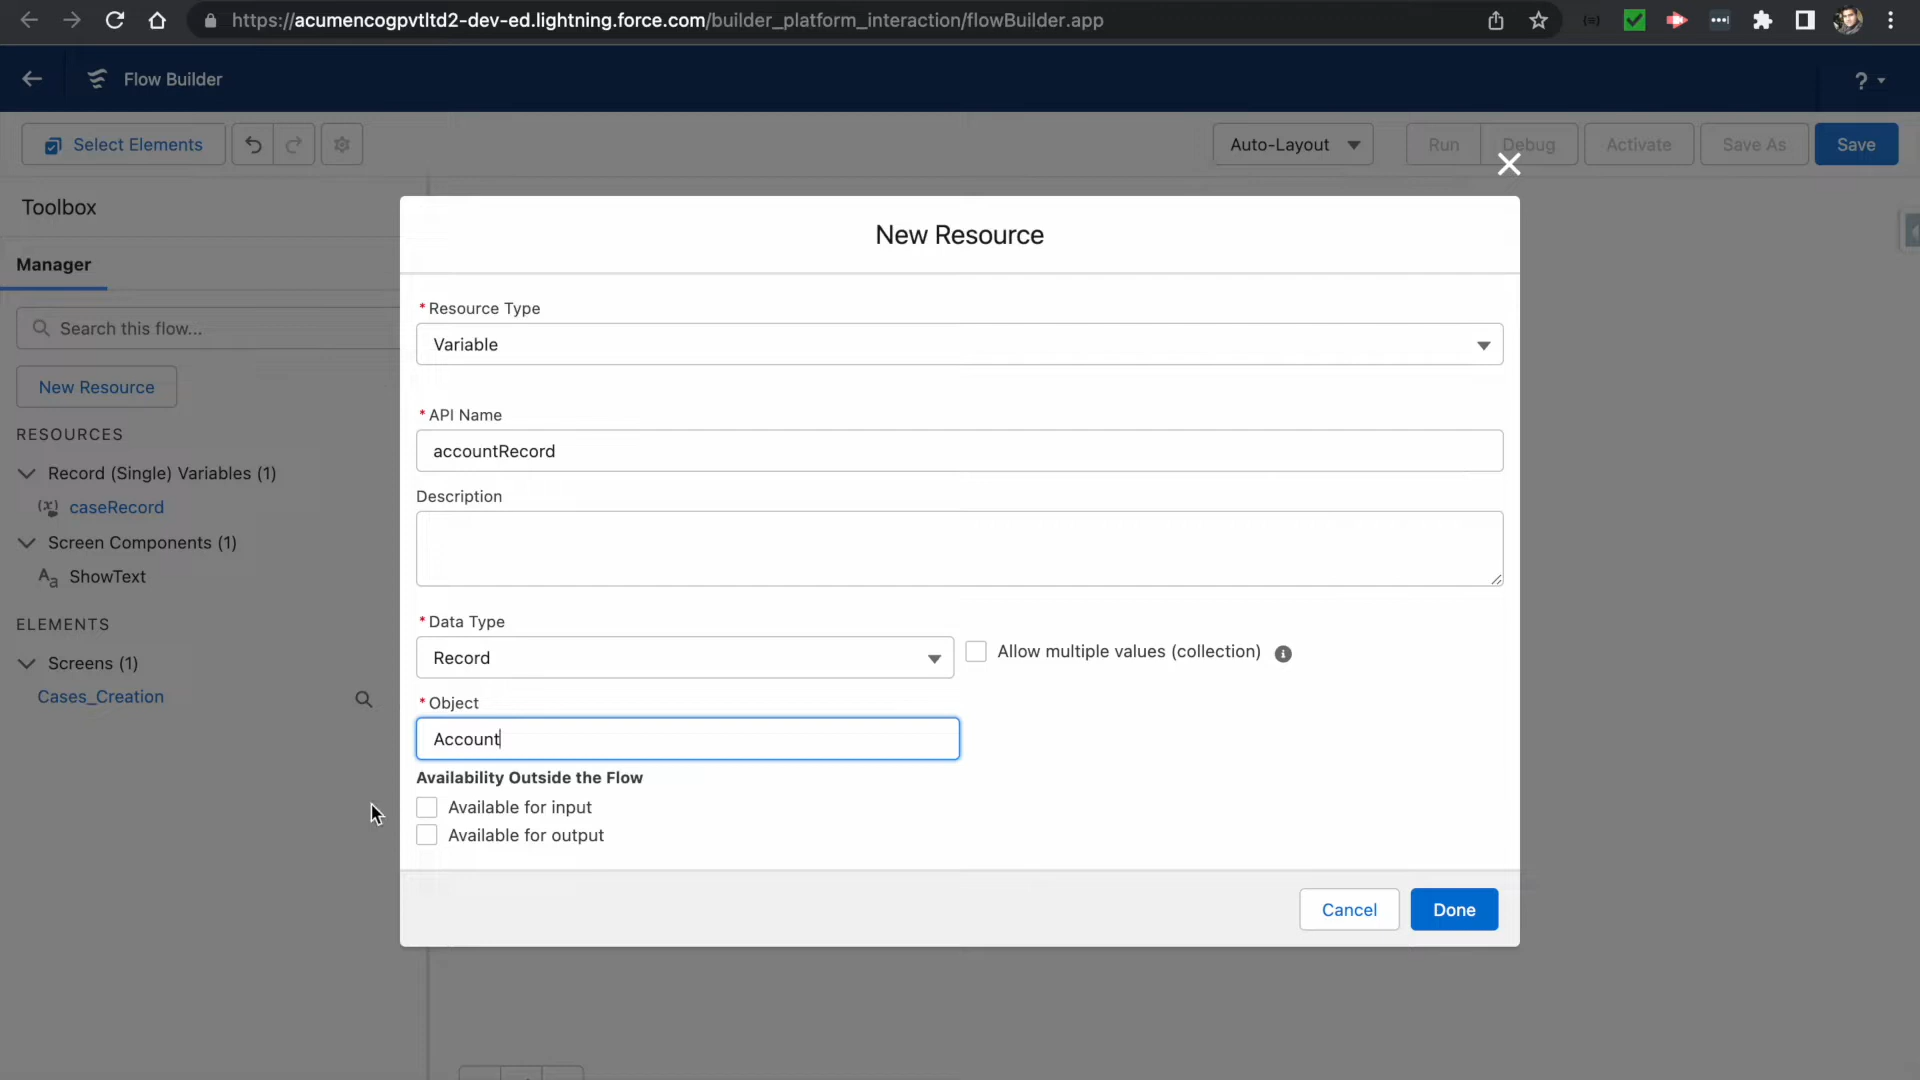 https://acumencogpvtltd2-dev-ed.lightning.force.com/builder_platform_interaction/flowBuilder.app
Flow Builder
?
Select Elements
Auto-Layout
Run
Debug
Activate
Save As
Save
Toolbox
Manager
Search this flow...
New Resource
RESOURCES
Record (Single) Variables (1)
caseRecord
Screen Components (1)
ShowText
ELEMENTS
Screens (1)
Cases_Creation
New Resource
*Resource Type
Variable
*API Name
accountRecord
Description
*Data Type
Record
Allow multiple values (collection)
*Object
Account
Availability Outside the Flow
Available for input
Available for output
Cancel
Done